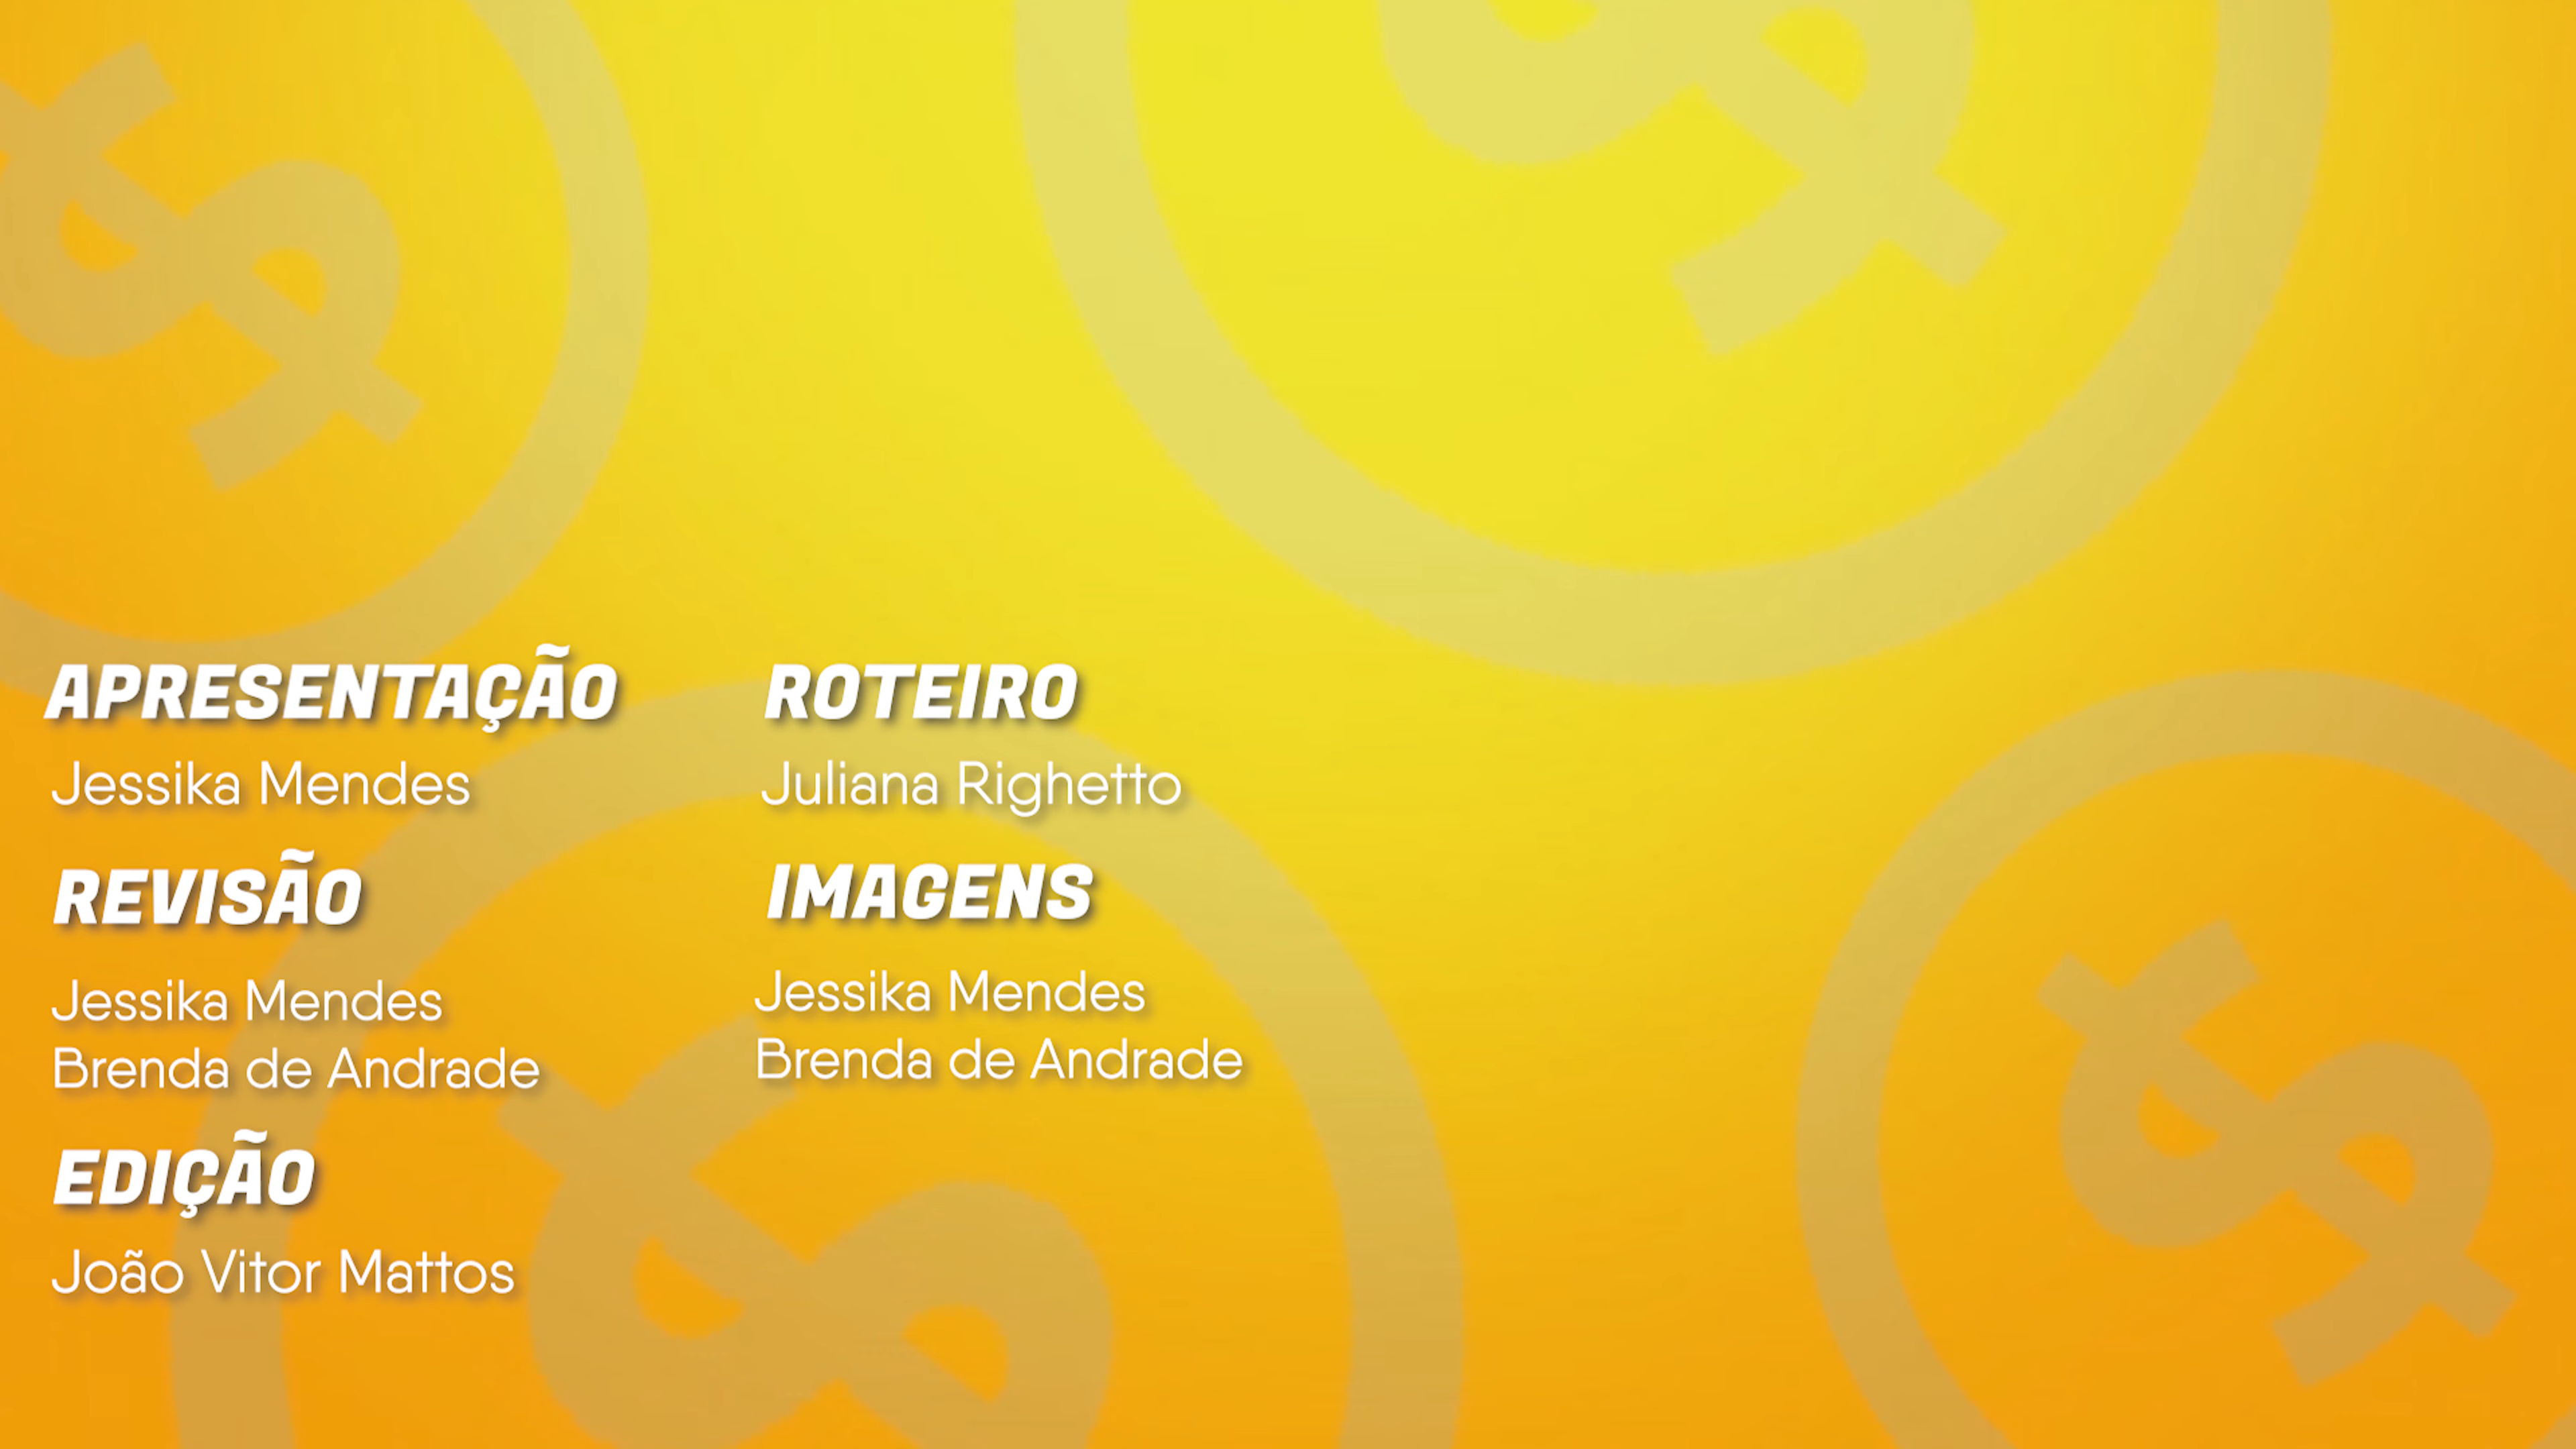 APRESENTAÇÃO
Jessika Mendes
REVISÃO
Jessika Mendes
Brenda de Andrade
EDIÇÃO
João Vitor Mattos
ROTEIRO
Juliana Righetto
IMAGENS
Jessika Mendes
Brenda de Andrade